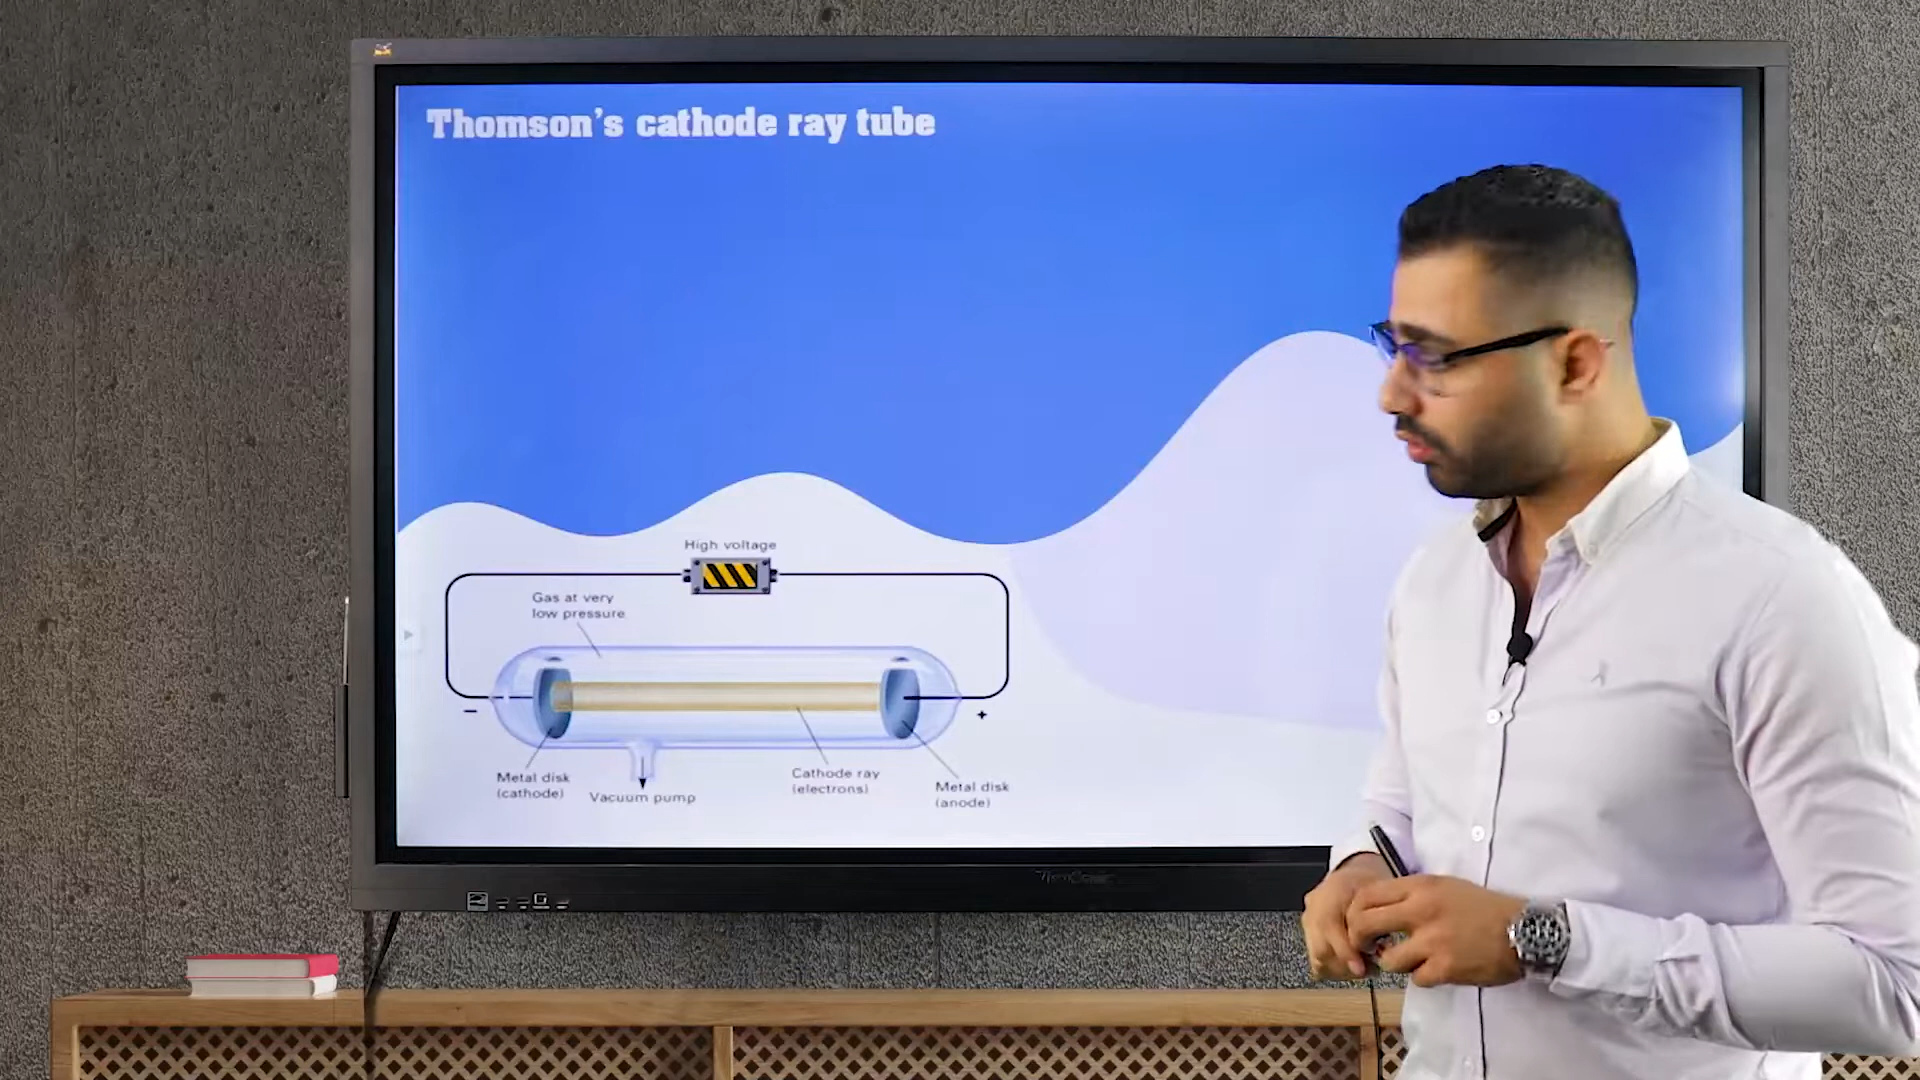 Thomson's cathode ray tube
High voltage
Gas at very
low pressure
−
+
Metal disk
(cathode)
Vacuum pump
Cathode ray
(electrons)
Metal disk
(anode)
ViewSonic